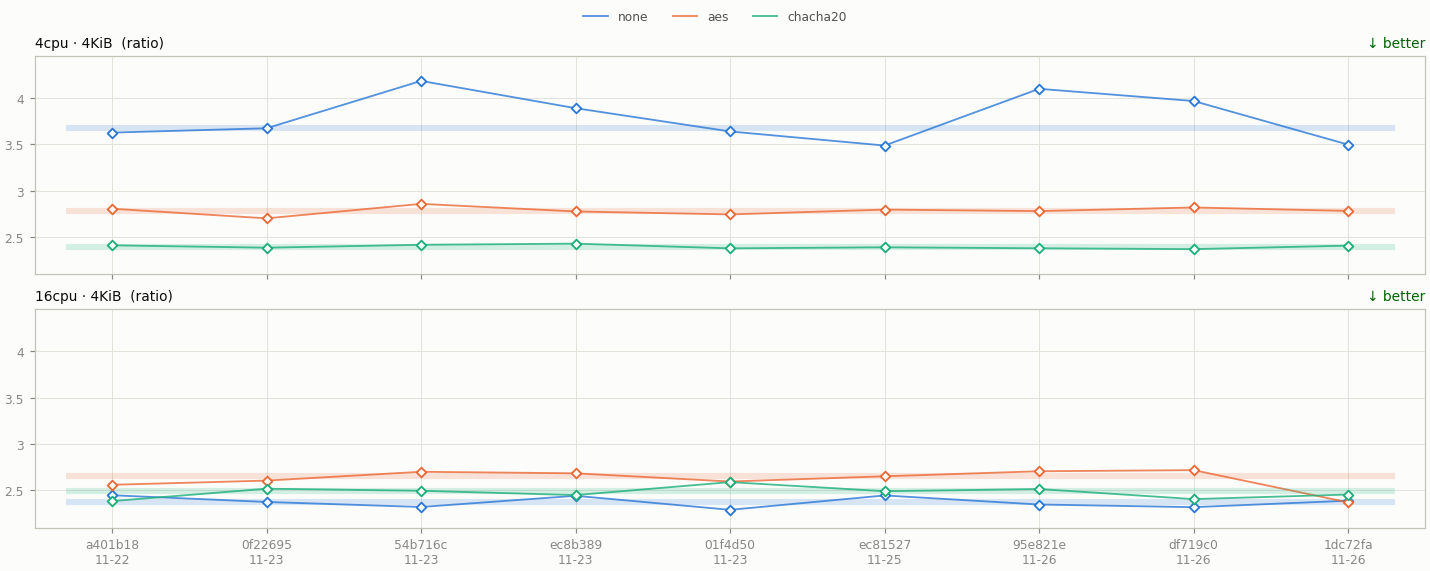 none aes chacha20
4cpu · 4KiB (ratio) ↓ better
4
3.5
3
2.5
16cpu · 4KiB (ratio) ↓ better
4
3.5
3
2.5
a401b18 0f22695 54b716c ec8b389 01f4d50 ec81527 95e821e df719c0 1dc72fa
11-22 11-23 11-23 11-23 11-23 11-25 11-26 11-26 11-26